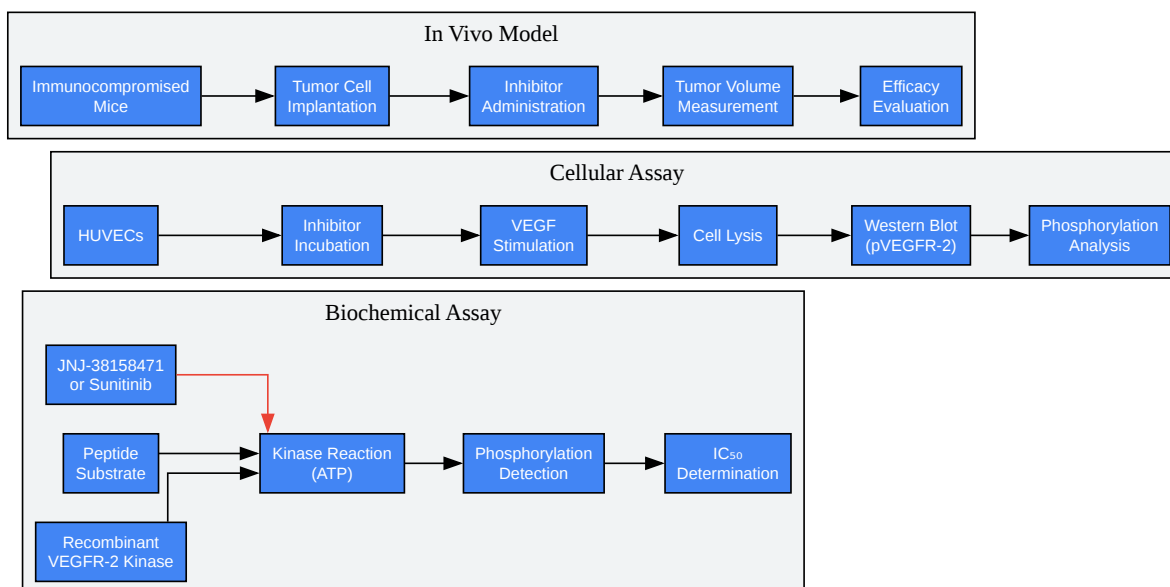 In Vivo Model
Immunocompromised
Mice
Tumor Cell
Implantation
Inhibitor
Administration
Tumor Volume
Measurement
Efficacy
Evaluation
Cellular Assay
HUVECs
Inhibitor
Incubation
VEGF
Stimulation
Cell Lysis
Western Blot
(pVEGFR-2)
Phosphorylation
Analysis
Biochemical Assay
JNJ-38158471
or Sunitinib
Peptide
Substrate
Recombinant
VEGFR-2 Kinase
Kinase Reaction
(ATP)
Phosphorylation
Detection
IC₅₀
Determination